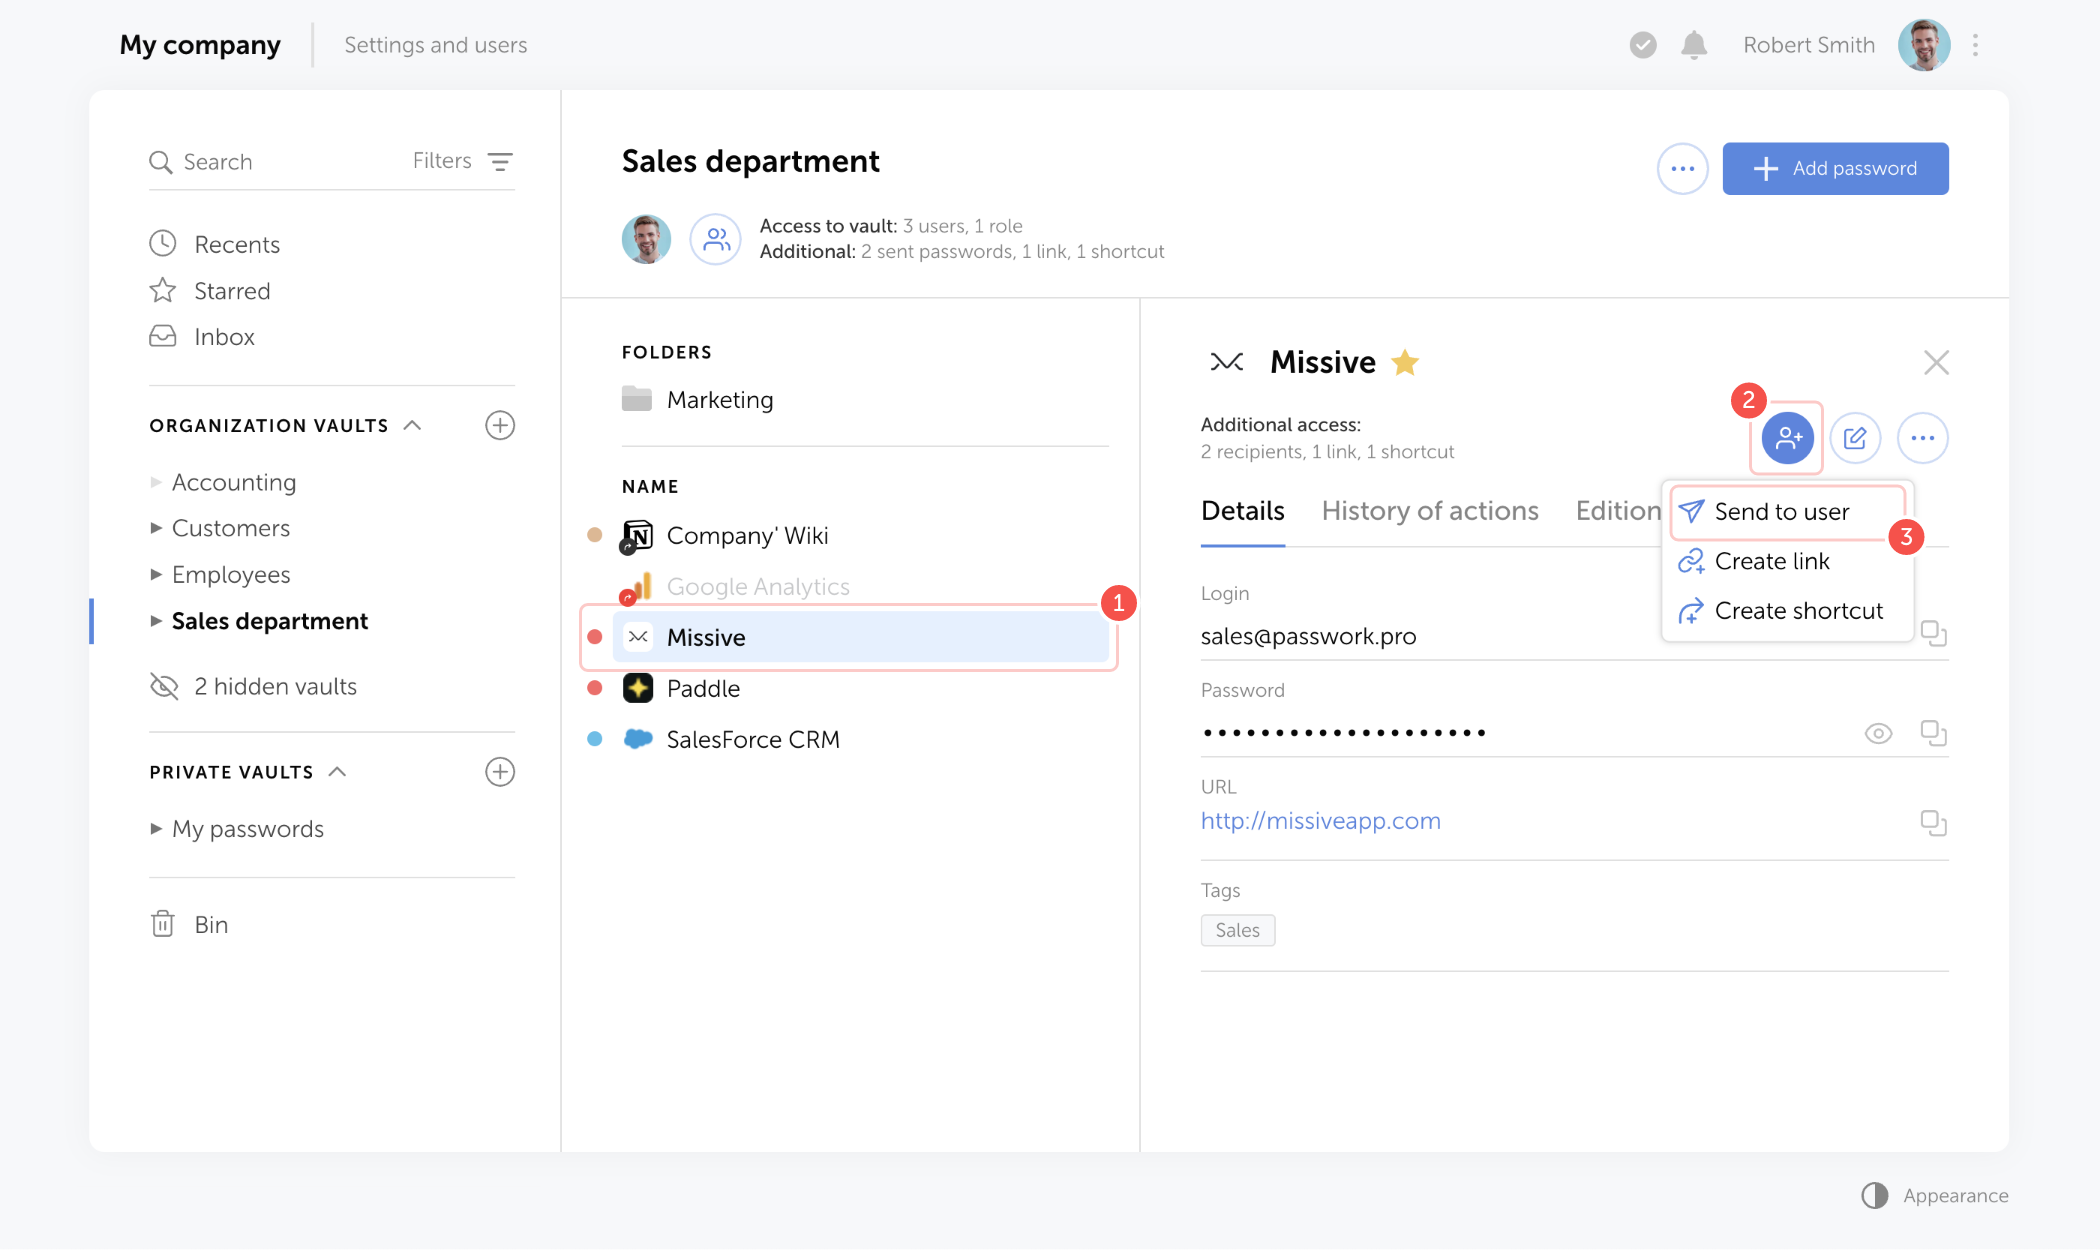 My company
Settings and users
Robert Smith
Search
Filters
Recents
Starred
Inbox
ORGANIZATION VAULTS
Accounting
Customers
Employees
Sales department
2 hidden vaults
PRIVATE VAULTS
My passwords
Bin
Sales department
Add password
Access to vault: 3 users, 1 role
Additional: 2 sent passwords, 1 link, 1 shortcut
FOLDERS
Marketing
NAME
N
Company' Wiki
Google Analytics
1
Missive
Paddle
SalesForce CRM
Missive
2
Additional access:
2 recipients, 1 link, 1 shortcut
Details
History of actions
Edition
Send to user
3
Create link
Create shortcut
Login
sales@passwork.pro
Password
URL
http://missiveapp.com
Tags
Sales
Appearance